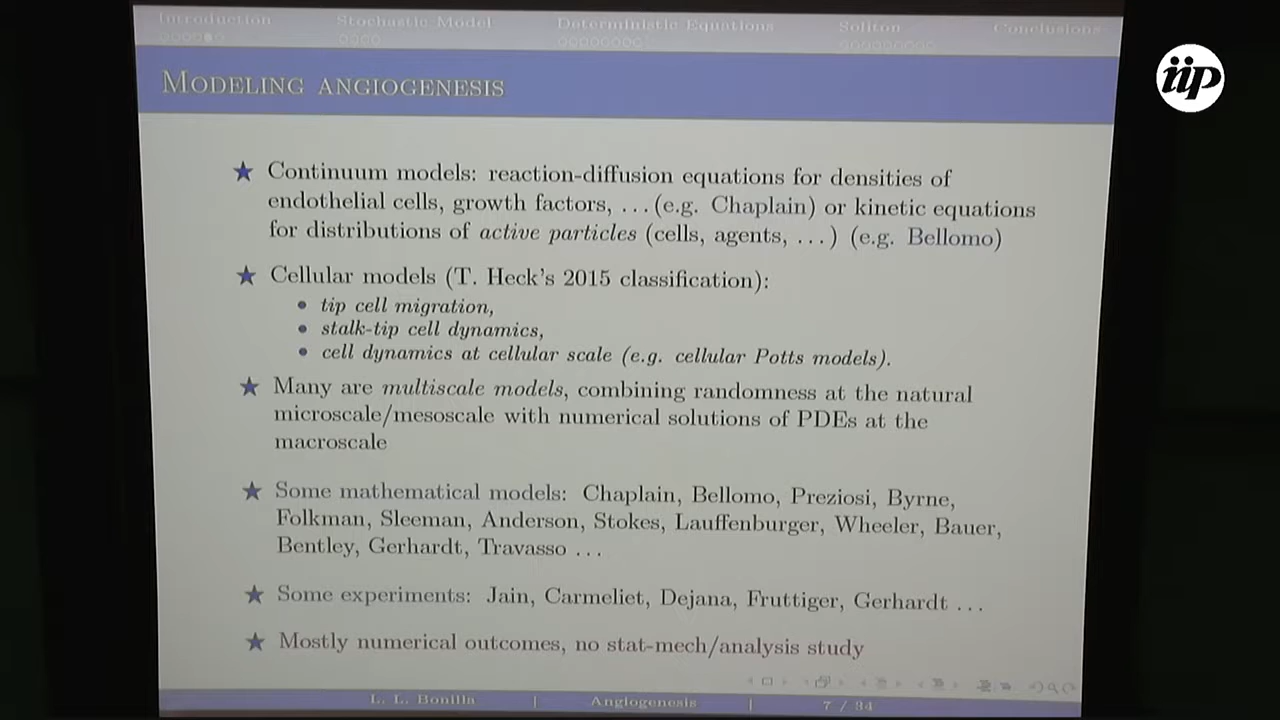 Introduction Stochastic Model Deterministic Equations Soliton Conclusions
iip
MODELING ANGIOGENESIS
★ Continuum models: reaction-diffusion equations for densities of
endothelial cells, growth factors, ... (e.g. Chaplain) or kinetic equations
for distributions of active particles (cells, agents, ... ) (e.g. Bellomo)
★ Cellular models (T. Heck's 2015 classification):
• tip cell migration,
• stalk-tip cell dynamics,
• cell dynamics at cellular scale (e.g. cellular Potts models).
★ Many are multiscale models, combining randomness at the natural
microscale/mesoscale with numerical solutions of PDEs at the
macroscale
★ Some mathematical models: Chaplain, Bellomo, Preziosi, Byrne,
Folkman, Sleeman, Anderson, Stokes, Lauffenburger, Wheeler, Bauer,
Bentley, Gerhardt, Travasso ...
★ Some experiments: Jain, Carmeliet, Dejana, Fruttiger, Gerhardt ...
★ Mostly numerical outcomes, no stat-mech/analysis study
L. L. Bonilla | Angiogenesis | 7 / 34